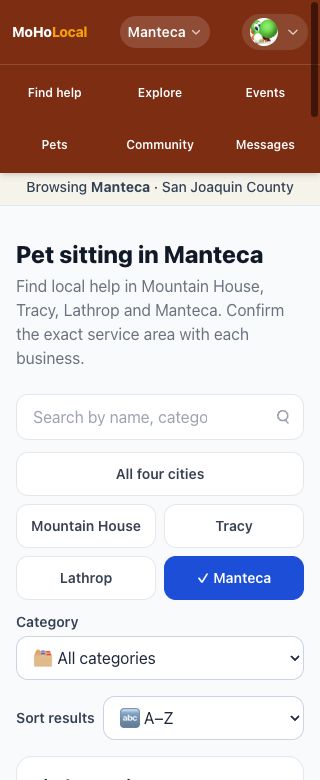 MoHoLocal
Manteca
Find help
Explore
Events
Pets
Community
Messages
Browsing Manteca · San Joaquin County
Pet sitting in Manteca
Find local help in Mountain House,
Tracy, Lathrop and Manteca. Confirm
the exact service area with each
business.
Search by name, catego
All four cities
Mountain House
Tracy
Lathrop
✓ Manteca
Category
All categories
Sort results
abc A–Z